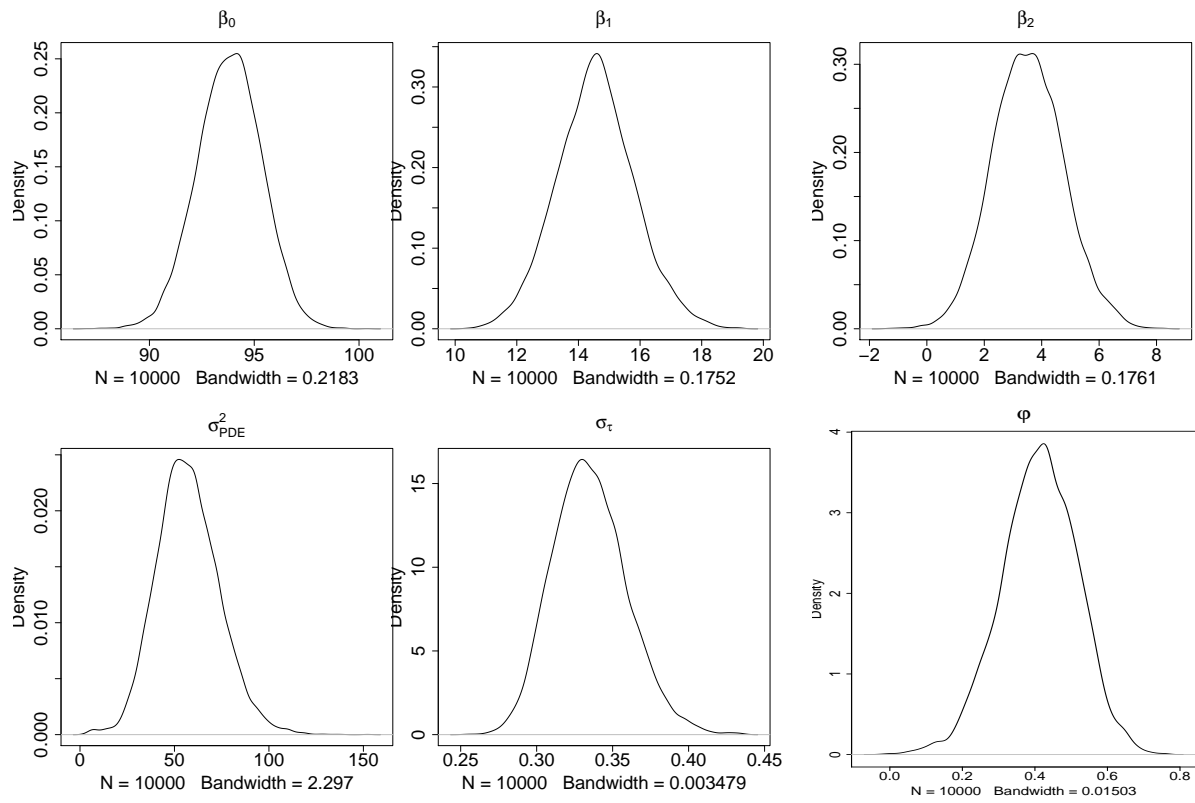 β0 β1 β2
Density
0.00 0.05 0.10 0.15 0.20 0.25
90 95 100
N = 10000 Bandwidth = 0.2183
Density
0.00 0.10 0.20 0.30
10 12 14 16 18 20
N = 10000 Bandwidth = 0.1752
Density
0.00 0.10 0.20 0.30
−2 0 2 4 6 8
N = 10000 Bandwidth = 0.1761
σ²PDE στ φ
Density
0.000 0.010 0.020
0 50 100 150
N = 10000 Bandwidth = 2.297
Density
0 5 10 15
0.25 0.30 0.35 0.40 0.45
N = 10000 Bandwidth = 0.003479
Density
0 1 2 3 4
0.0 0.2 0.4 0.6 0.8
N = 10000 Bandwidth = 0.01503